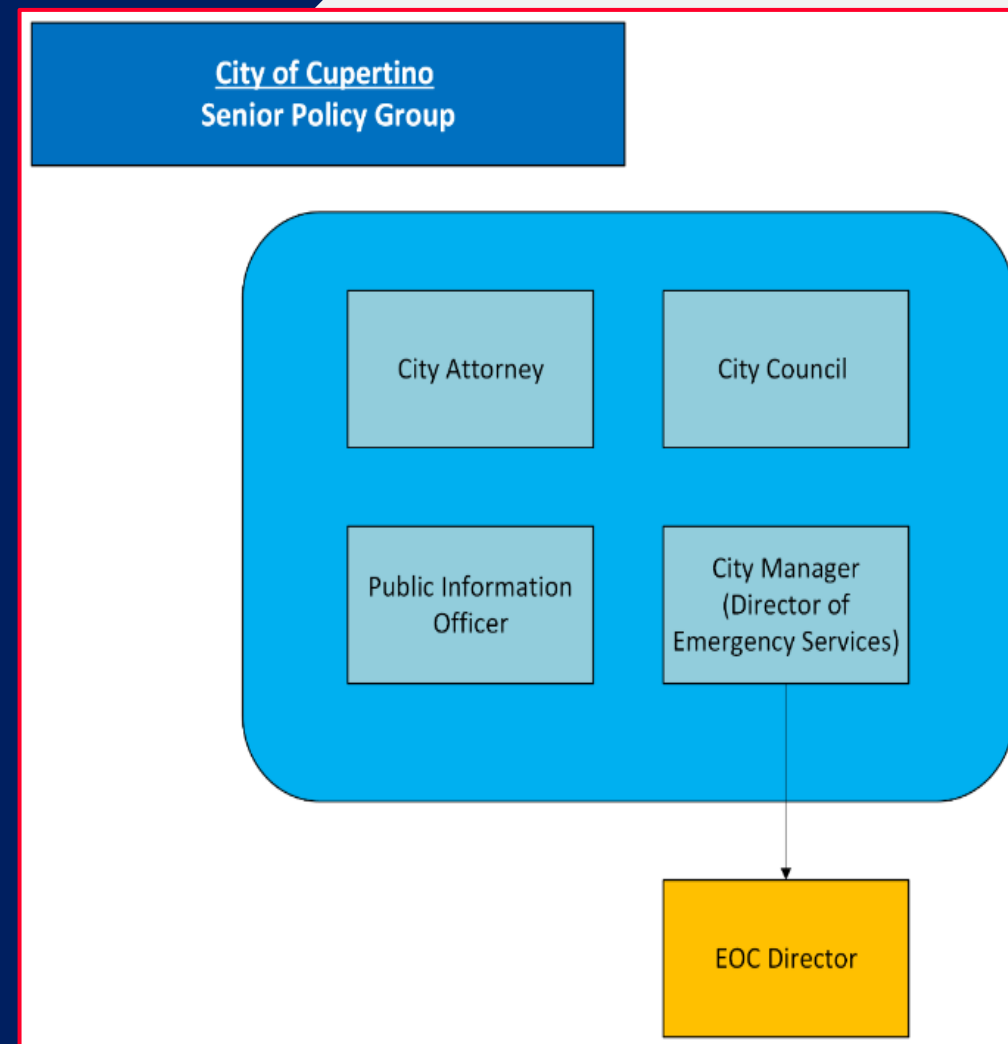 City of Cupertino
Senior Policy Group
City Attorney
City Council
Public Information
Officer
City Manager
(Director of
Emergency Services)
EOC Director